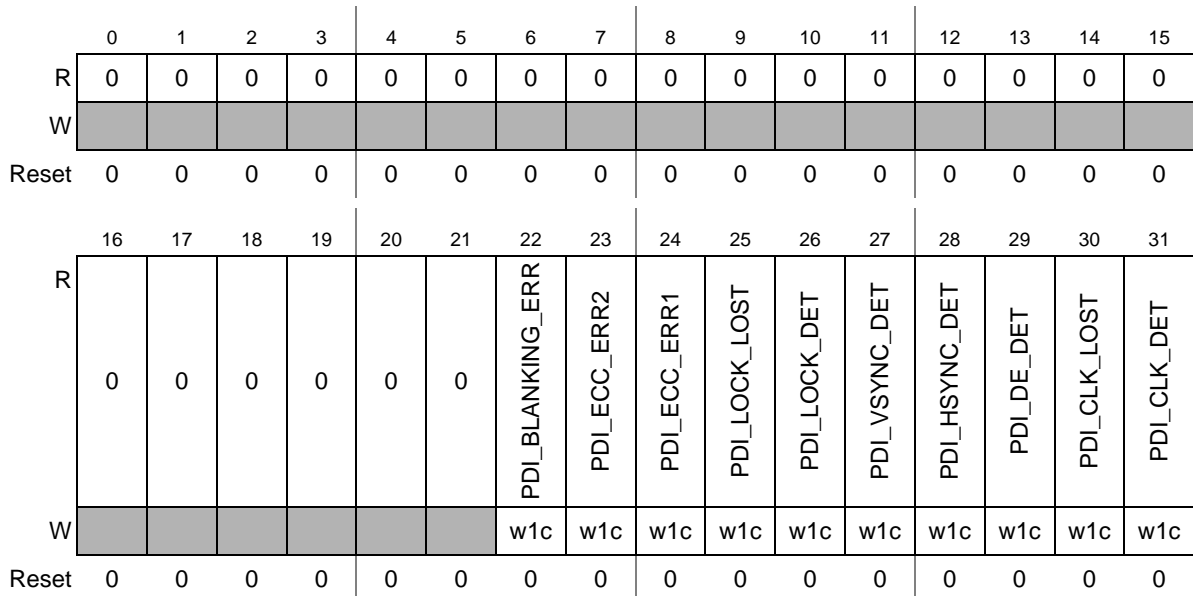 0 1 2 3 4 5 6 7 8 9 10 11 12 13 14 15
R 0 0 0 0 0 0 0 0 0 0 0 0 0 0 0 0
W
Reset 0 0 0 0 0 0 0 0 0 0 0 0 0 0 0 0
16 17 18 19 20 21 22 23 24 25 26 27 28 29 30 31
R 0 0 0 0 0 0 PDI_BLANKING_ERR PDI_ECC_ERR2 PDI_ECC_ERR1 PDI_LOCK_LOST PDI_LOCK_DET PDI_VSYNC_DET PDI_HSYNC_DET PDI_DE_DET PDI_CLK_LOST PDI_CLK_DET
W w1c w1c w1c w1c w1c w1c w1c w1c w1c w1c
Reset 0 0 0 0 0 0 0 0 0 0 0 0 0 0 0 0